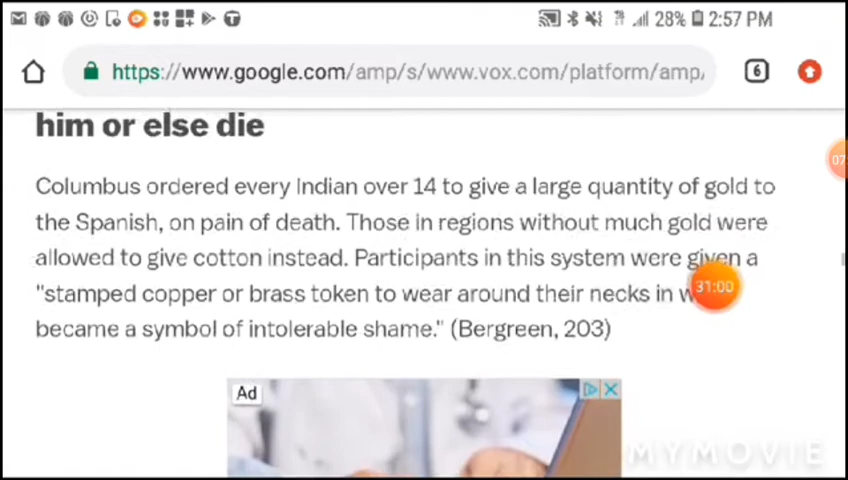 28% 2:57 PM
https://www.google.com/amp/s/www.vox.com/platform/amp,
6
him or else die
07
Columbus ordered every Indian over 14 to give a large quantity of gold to
the Spanish, on pain of death. Those in regions without much gold were
allowed to give cotton instead. Participants in this system were given a
"stamped copper or brass token to wear around their necks in w
31:00
became a symbol of intolerable shame." (Bergreen, 203)
Ad
MYMOVIE